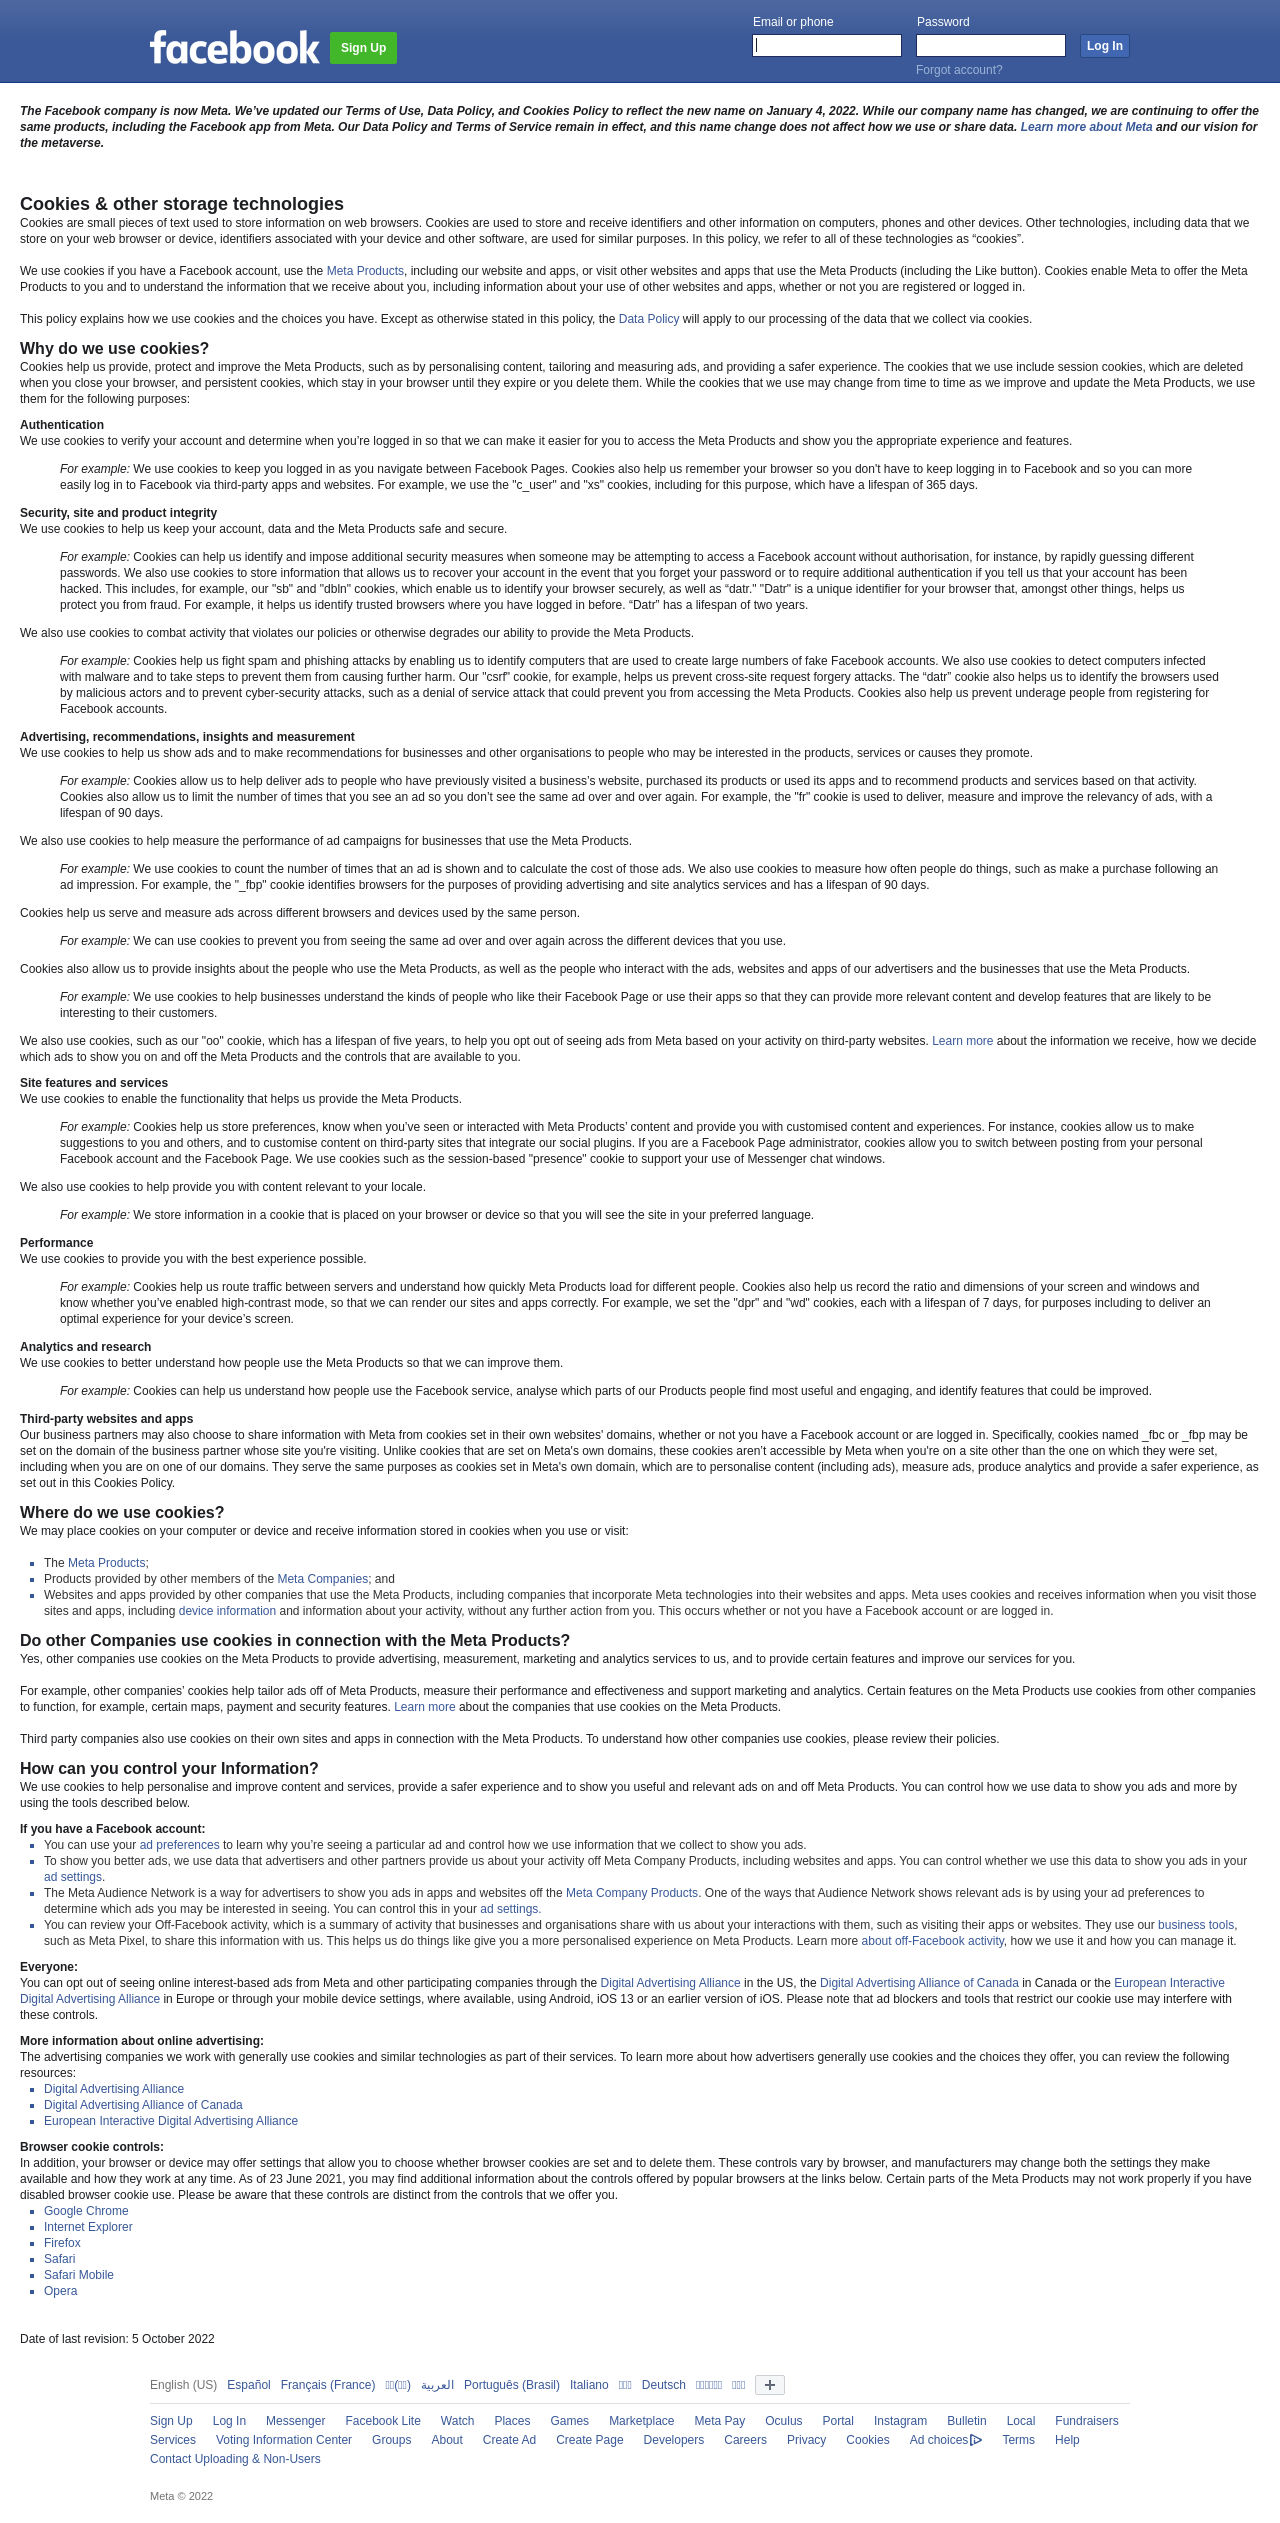 facebook
Sign Up
Email or phone
Password
Log In
Forgot account?
The Facebook company is now Meta. We’ve updated our Terms of Use, Data Policy, and Cookies Policy to reflect the new name on January 4, 2022. While our company name has changed, we are continuing to offer the
same products, including the Facebook app from Meta. Our Data Policy and Terms of Service remain in effect, and this name change does not affect how we use or share data. Learn more about Meta and our vision for
the metaverse.
Cookies & other storage technologies
Cookies are small pieces of text used to store information on web browsers. Cookies are used to store and receive identifiers and other information on computers, phones and other devices. Other technologies, including data that we
store on your web browser or device, identifiers associated with your device and other software, are used for similar purposes. In this policy, we refer to all of these technologies as “cookies”.
We use cookies if you have a Facebook account, use the Meta Products, including our website and apps, or visit other websites and apps that use the Meta Products (including the Like button). Cookies enable Meta to offer the Meta
Products to you and to understand the information that we receive about you, including information about your use of other websites and apps, whether or not you are registered or logged in.
This policy explains how we use cookies and the choices you have. Except as otherwise stated in this policy, the Data Policy will apply to our processing of the data that we collect via cookies.
Why do we use cookies?
Cookies help us provide, protect and improve the Meta Products, such as by personalising content, tailoring and measuring ads, and providing a safer experience. The cookies that we use include session cookies, which are deleted
when you close your browser, and persistent cookies, which stay in your browser until they expire or you delete them. While the cookies that we use may change from time to time as we improve and update the Meta Products, we use
them for the following purposes:
Authentication
We use cookies to verify your account and determine when you’re logged in so that we can make it easier for you to access the Meta Products and show you the appropriate experience and features.
For example: We use cookies to keep you logged in as you navigate between Facebook Pages. Cookies also help us remember your browser so you don't have to keep logging in to Facebook and so you can more
easily log in to Facebook via third-party apps and websites. For example, we use the "c_user" and "xs" cookies, including for this purpose, which have a lifespan of 365 days.
Security, site and product integrity
We use cookies to help us keep your account, data and the Meta Products safe and secure.
For example: Cookies can help us identify and impose additional security measures when someone may be attempting to access a Facebook account without authorisation, for instance, by rapidly guessing different
passwords. We also use cookies to store information that allows us to recover your account in the event that you forget your password or to require additional authentication if you tell us that your account has been
hacked. This includes, for example, our "sb" and "dbln" cookies, which enable us to identify your browser securely, as well as “datr." "Datr" is a unique identifier for your browser that, amongst other things, helps us
protect you from fraud. For example, it helps us identify trusted browsers where you have logged in before. “Datr” has a lifespan of two years.
We also use cookies to combat activity that violates our policies or otherwise degrades our ability to provide the Meta Products.
For example: Cookies help us fight spam and phishing attacks by enabling us to identify computers that are used to create large numbers of fake Facebook accounts. We also use cookies to detect computers infected
with malware and to take steps to prevent them from causing further harm. Our "csrf" cookie, for example, helps us prevent cross-site request forgery attacks. The “datr” cookie also helps us to identify the browsers used
by malicious actors and to prevent cyber-security attacks, such as a denial of service attack that could prevent you from accessing the Meta Products. Cookies also help us prevent underage people from registering for
Facebook accounts.
Advertising, recommendations, insights and measurement
We use cookies to help us show ads and to make recommendations for businesses and other organisations to people who may be interested in the products, services or causes they promote.
For example: Cookies allow us to help deliver ads to people who have previously visited a business’s website, purchased its products or used its apps and to recommend products and services based on that activity.
Cookies also allow us to limit the number of times that you see an ad so you don’t see the same ad over and over again. For example, the "fr" cookie is used to deliver, measure and improve the relevancy of ads, with a
lifespan of 90 days.
We also use cookies to help measure the performance of ad campaigns for businesses that use the Meta Products.
For example: We use cookies to count the number of times that an ad is shown and to calculate the cost of those ads. We also use cookies to measure how often people do things, such as make a purchase following an
ad impression. For example, the "_fbp" cookie identifies browsers for the purposes of providing advertising and site analytics services and has a lifespan of 90 days.
Cookies help us serve and measure ads across different browsers and devices used by the same person.
For example: We can use cookies to prevent you from seeing the same ad over and over again across the different devices that you use.
Cookies also allow us to provide insights about the people who use the Meta Products, as well as the people who interact with the ads, websites and apps of our advertisers and the businesses that use the Meta Products.
For example: We use cookies to help businesses understand the kinds of people who like their Facebook Page or use their apps so that they can provide more relevant content and develop features that are likely to be
interesting to their customers.
We also use cookies, such as our "oo" cookie, which has a lifespan of five years, to help you opt out of seeing ads from Meta based on your activity on third-party websites. Learn more about the information we receive, how we decide
which ads to show you on and off the Meta Products and the controls that are available to you.
Site features and services
We use cookies to enable the functionality that helps us provide the Meta Products.
For example: Cookies help us store preferences, know when you’ve seen or interacted with Meta Products’ content and provide you with customised content and experiences. For instance, cookies allow us to make
suggestions to you and others, and to customise content on third-party sites that integrate our social plugins. If you are a Facebook Page administrator, cookies allow you to switch between posting from your personal
Facebook account and the Facebook Page. We use cookies such as the session-based "presence" cookie to support your use of Messenger chat windows.
We also use cookies to help provide you with content relevant to your locale.
For example: We store information in a cookie that is placed on your browser or device so that you will see the site in your preferred language.
Performance
We use cookies to provide you with the best experience possible.
For example: Cookies help us route traffic between servers and understand how quickly Meta Products load for different people. Cookies also help us record the ratio and dimensions of your screen and windows and
know whether you’ve enabled high-contrast mode, so that we can render our sites and apps correctly. For example, we set the "dpr" and "wd" cookies, each with a lifespan of 7 days, for purposes including to deliver an
optimal experience for your device’s screen.
Analytics and research
We use cookies to better understand how people use the Meta Products so that we can improve them.
For example: Cookies can help us understand how people use the Facebook service, analyse which parts of our Products people find most useful and engaging, and identify features that could be improved.
Third-party websites and apps
Our business partners may also choose to share information with Meta from cookies set in their own websites' domains, whether or not you have a Facebook account or are logged in. Specifically, cookies named _fbc or _fbp may be
set on the domain of the business partner whose site you're visiting. Unlike cookies that are set on Meta's own domains, these cookies aren’t accessible by Meta when you're on a site other than the one on which they were set,
including when you are on one of our domains. They serve the same purposes as cookies set in Meta's own domain, which are to personalise content (including ads), measure ads, produce analytics and provide a safer experience, as
set out in this Cookies Policy.
Where do we use cookies?
We may place cookies on your computer or device and receive information stored in cookies when you use or visit:
The Meta Products;
Products provided by other members of the Meta Companies; and
Websites and apps provided by other companies that use the Meta Products, including companies that incorporate Meta technologies into their websites and apps. Meta uses cookies and receives information when you visit those
sites and apps, including device information and information about your activity, without any further action from you. This occurs whether or not you have a Facebook account or are logged in.
Do other Companies use cookies in connection with the Meta Products?
Yes, other companies use cookies on the Meta Products to provide advertising, measurement, marketing and analytics services to us, and to provide certain features and improve our services for you.
For example, other companies’ cookies help tailor ads off of Meta Products, measure their performance and effectiveness and support marketing and analytics. Certain features on the Meta Products use cookies from other companies
to function, for example, certain maps, payment and security features. Learn more about the companies that use cookies on the Meta Products.
Third party companies also use cookies on their own sites and apps in connection with the Meta Products. To understand how other companies use cookies, please review their policies.
How can you control your Information?
We use cookies to help personalise and improve content and services, provide a safer experience and to show you useful and relevant ads on and off Meta Products. You can control how we use data to show you ads and more by
using the tools described below.
If you have a Facebook account:
You can use your ad preferences to learn why you’re seeing a particular ad and control how we use information that we collect to show you ads.
To show you better ads, we use data that advertisers and other partners provide us about your activity off Meta Company Products, including websites and apps. You can control whether we use this data to show you ads in your
ad settings.
The Meta Audience Network is a way for advertisers to show you ads in apps and websites off the Meta Company Products. One of the ways that Audience Network shows relevant ads is by using your ad preferences to
determine which ads you may be interested in seeing. You can control this in your ad settings.
You can review your Off-Facebook activity, which is a summary of activity that businesses and organisations share with us about your interactions with them, such as visiting their apps or websites. They use our business tools,
such as Meta Pixel, to share this information with us. This helps us do things like give you a more personalised experience on Meta Products. Learn more about off-Facebook activity, how we use it and how you can manage it.
Everyone:
You can opt out of seeing online interest-based ads from Meta and other participating companies through the Digital Advertising Alliance in the US, the Digital Advertising Alliance of Canada in Canada or the European Interactive
Digital Advertising Alliance in Europe or through your mobile device settings, where available, using Android, iOS 13 or an earlier version of iOS. Please note that ad blockers and tools that restrict our cookie use may interfere with
these controls.
More information about online advertising:
The advertising companies we work with generally use cookies and similar technologies as part of their services. To learn more about how advertisers generally use cookies and the choices they offer, you can review the following
resources:
Digital Advertising Alliance
Digital Advertising Alliance of Canada
European Interactive Digital Advertising Alliance
Browser cookie controls:
In addition, your browser or device may offer settings that allow you to choose whether browser cookies are set and to delete them. These controls vary by browser, and manufacturers may change both the settings they make
available and how they work at any time. As of 23 June 2021, you may find additional information about the controls offered by popular browsers at the links below. Certain parts of the Meta Products may not work properly if you have
disabled browser cookie use. Please be aware that these controls are distinct from the controls that we offer you.
Google Chrome
Internet Explorer
Firefox
Safari
Safari Mobile
Opera
Date of last revision: 5 October 2022
English (US) Español Français (France) العربية Português (Brasil) Italiano Deutsch
Sign Up Log In Messenger Facebook Lite Watch Places Games Marketplace Meta Pay Oculus Portal Instagram Bulletin Local Fundraisers
Services Voting Information Center Groups About Create Ad Create Page Developers Careers Privacy Cookies Ad choices Terms Help
Contact Uploading & Non-Users
Meta © 2022